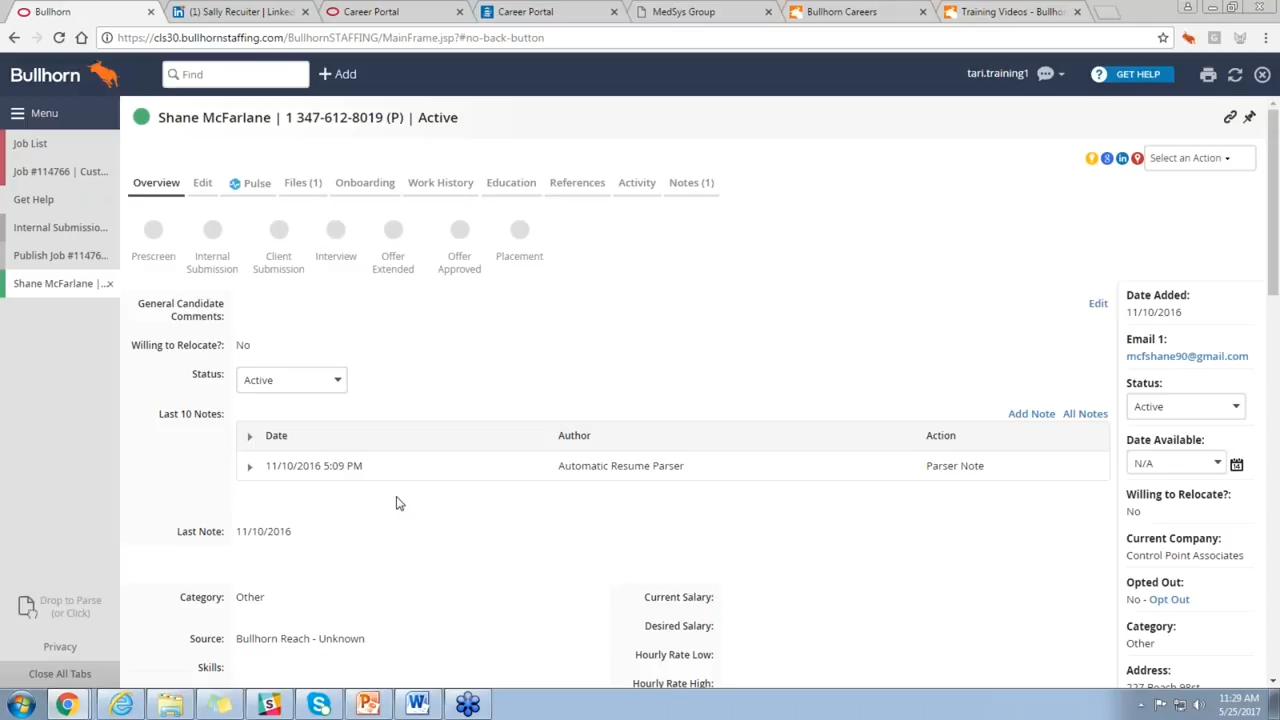 Bullhorn
(1) Sally Recuiter | Linke
Career Portal
Career Portal
MedSys Group
Bullhorn Careers
Training Videos - Bullho
https://cls30.bullhornstaffing.com/BullhornSTAFFING/MainFrame.jsp?#no-back-button
Bullhorn
Find
Add
tari.training1
GET HELP
Menu
Job List
Job #114766 | Cust...
Get Help
Internal Submissio...
Publish Job #11476...
Shane McFarlane |...
Drop to Parse
(or Click)
Privacy
Close All Tabs
Shane McFarlane | 1 347-612-8019 (P) | Active
Select an Action
Overview Edit Pulse Files (1) Onboarding Work History Education References Activity Notes (1)
Prescreen
Internal
Submission
Client
Submission
Interview
Offer
Extended
Offer
Approved
Placement
General Candidate
Comments:
Edit
Willing to Relocate?: No
Status: Active
Last 10 Notes:
Add Note All Notes
Date Author Action
11/10/2016 5:09 PM Automatic Resume Parser Parser Note
Last Note: 11/10/2016
Category: Other
Source: Bullhorn Reach - Unknown
Skills:
Current Salary:
Desired Salary:
Hourly Rate Low:
Hourly Rate High:
Date Added:
11/10/2016
Email 1:
mcfshane90@gmail.com
Status:
Active
Date Available:
N/A
Willing to Relocate?:
No
Current Company:
Control Point Associates
Opted Out:
No - Opt Out
Category:
Other
Address:
227 Beach 98st
11:29 AM
5/25/2017